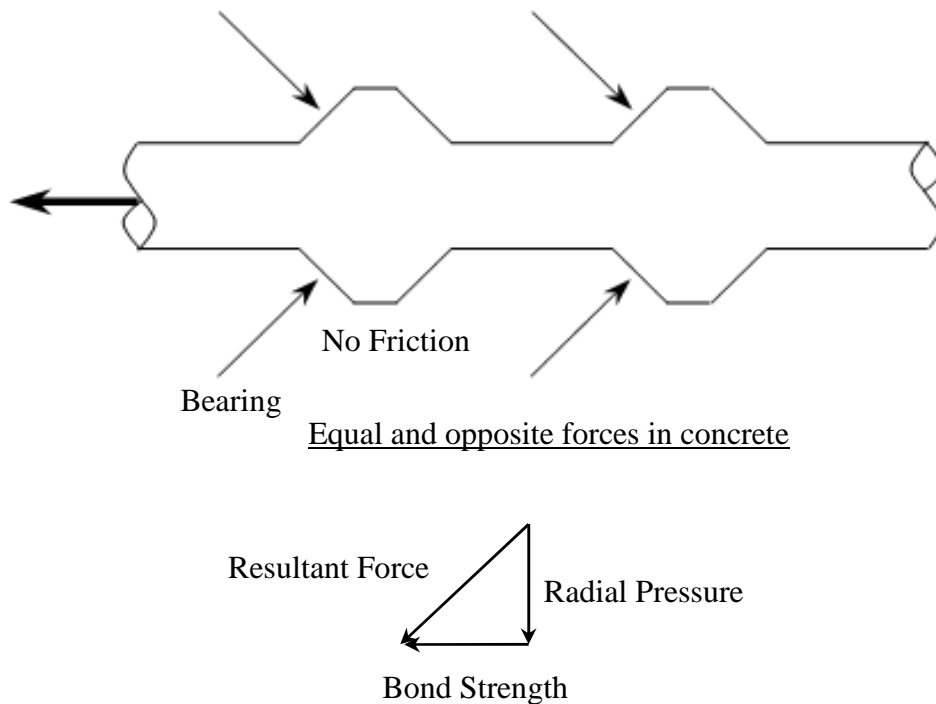 No Friction
Bearing
Equal and opposite forces in concrete
Resultant Force
Radial Pressure
Bond Strength